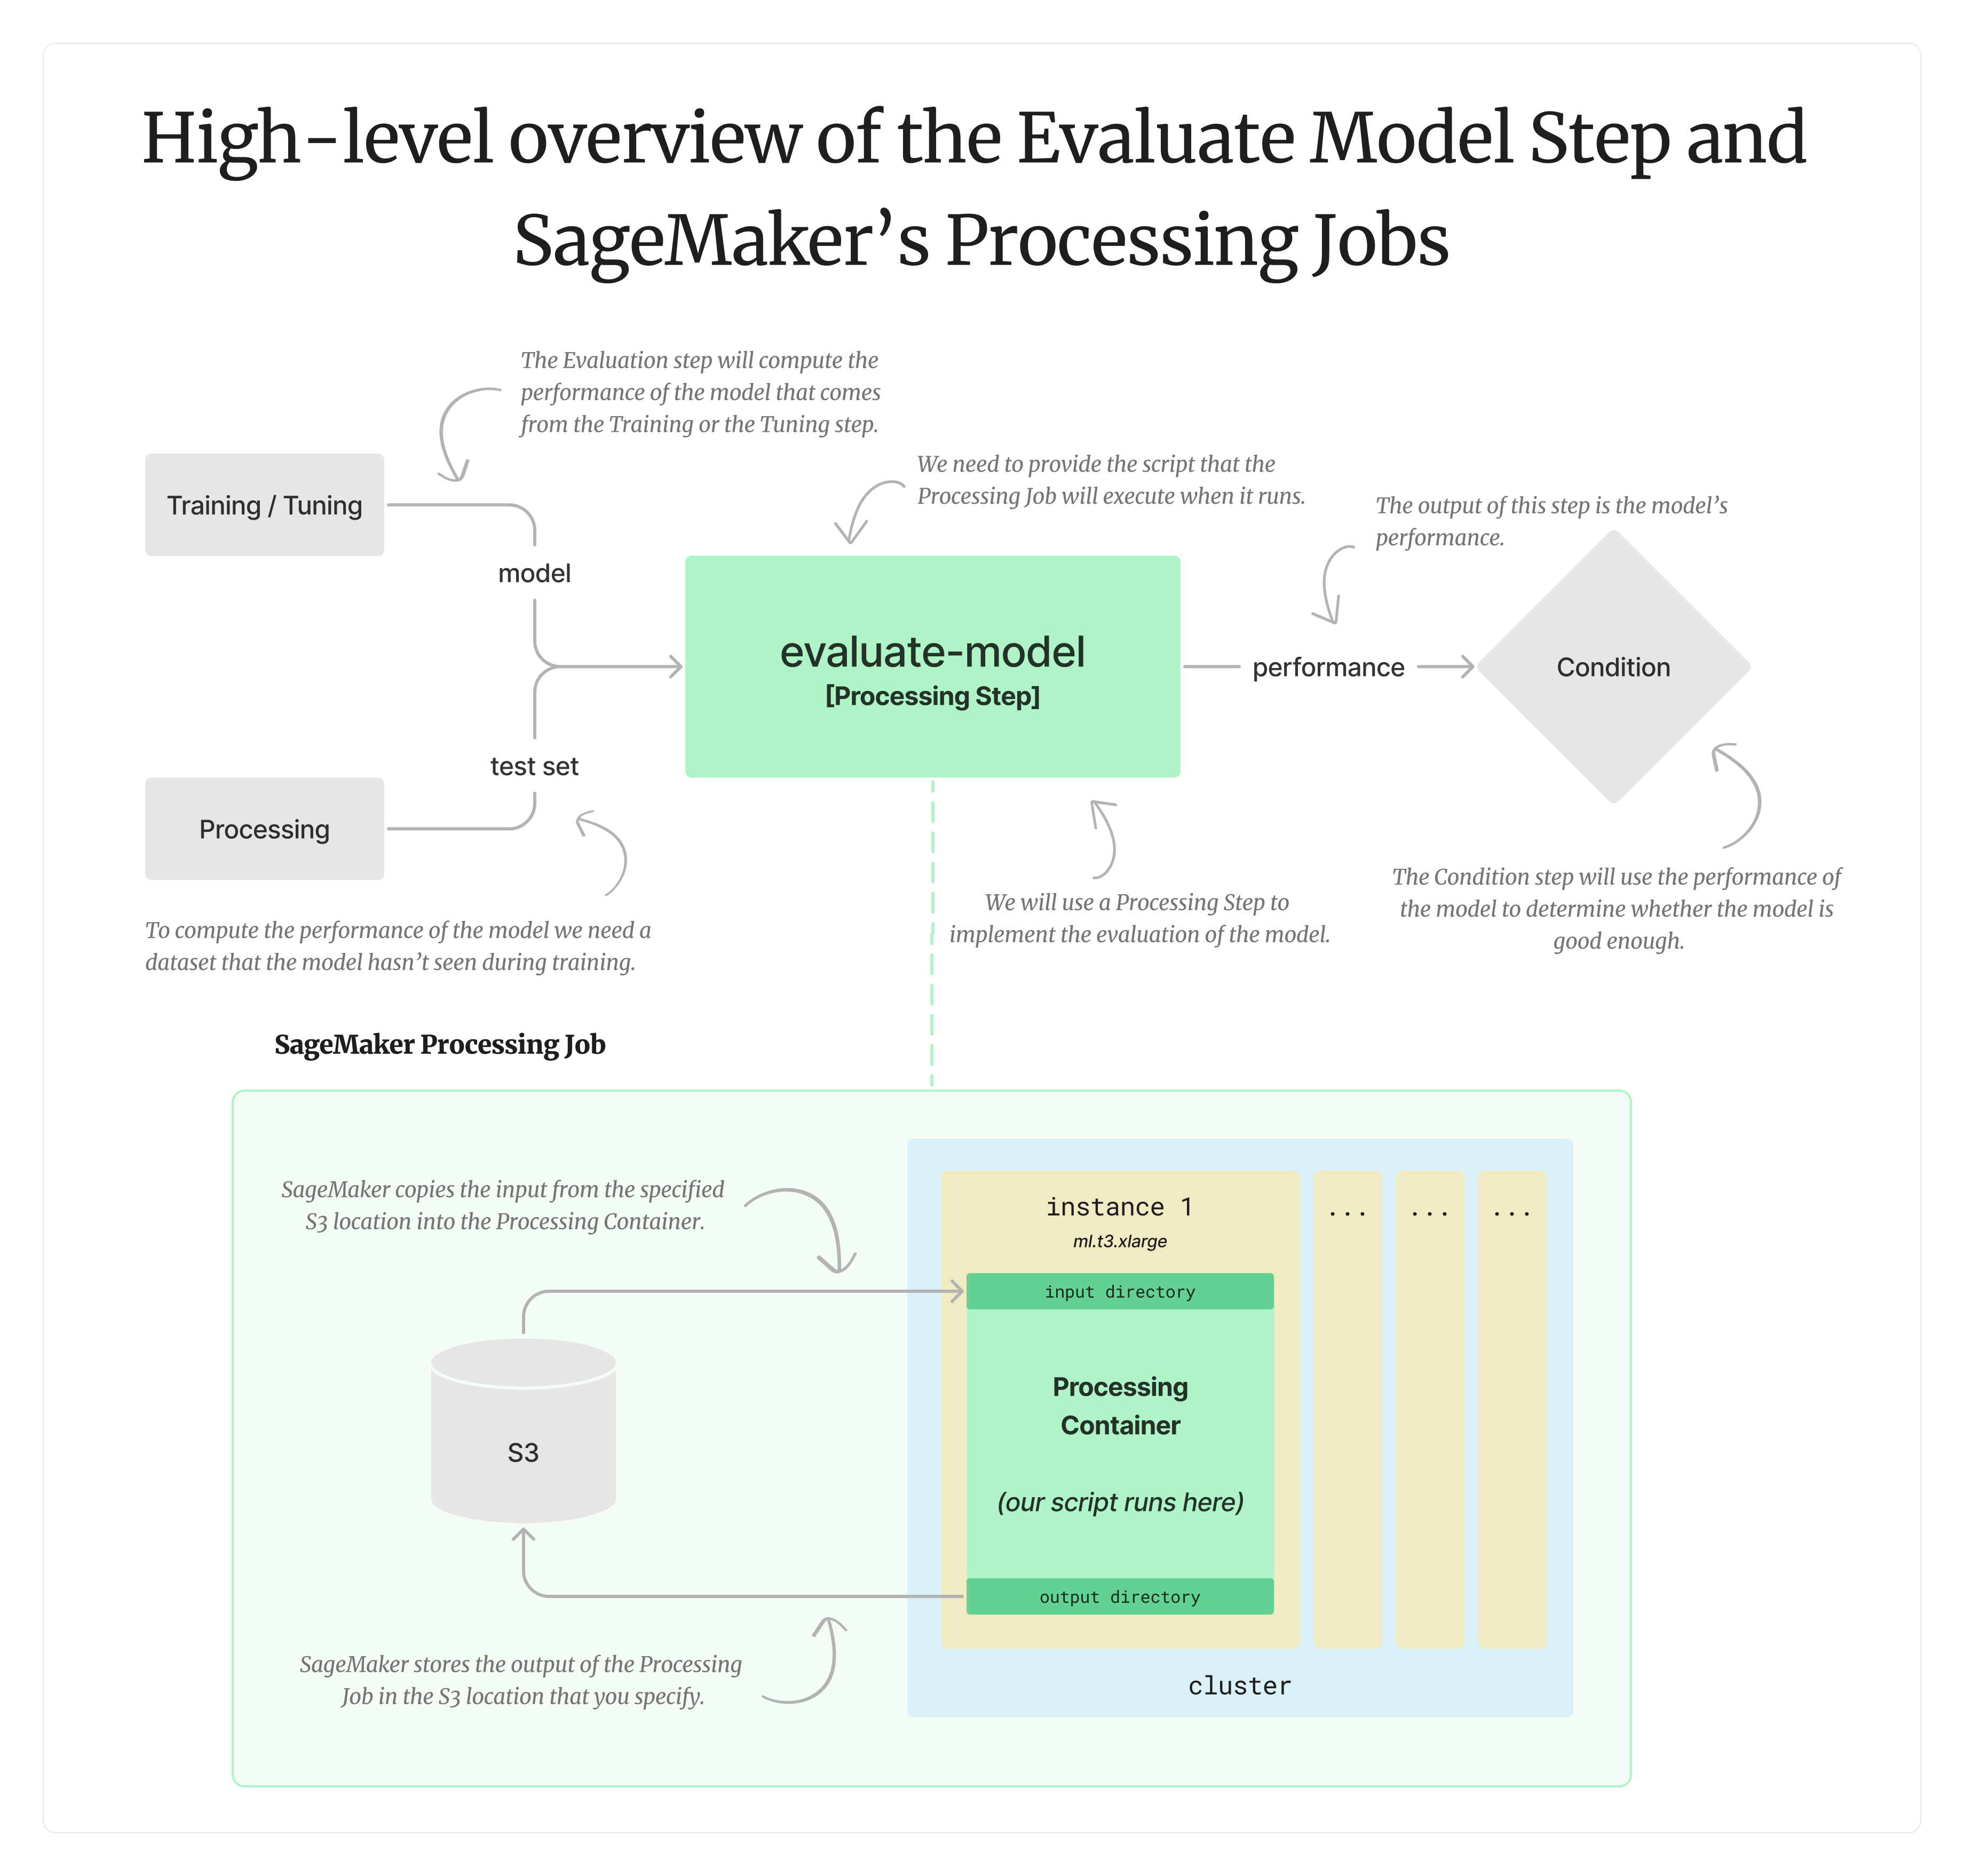 High-level overview of the Evaluate Model Step and
SageMaker’s Processing Jobs
The Evaluation step will compute the
performance of the model that comes
from the Training or the Tuning step.
We need to provide the script that the
Processing Job will execute when it runs.
The output of this step is the model’s
performance.
Training / Tuning
model
evaluate-model
[Processing Step]
performance
Condition
test set
Processing
To compute the performance of the model we need a
dataset that the model hasn’t seen during training.
We will use a Processing Step to
implement the evaluation of the model.
The Condition step will use the performance of
the model to determine whether the model is
good enough.
SageMaker Processing Job
SageMaker copies the input from the specified
S3 location into the Processing Container.
instance 1
ml.t3.xlarge
...
...
...
input directory
Processing
Container
(our script runs here)
S3
output directory
SageMaker stores the output of the Processing
Job in the S3 location that you specify.
cluster